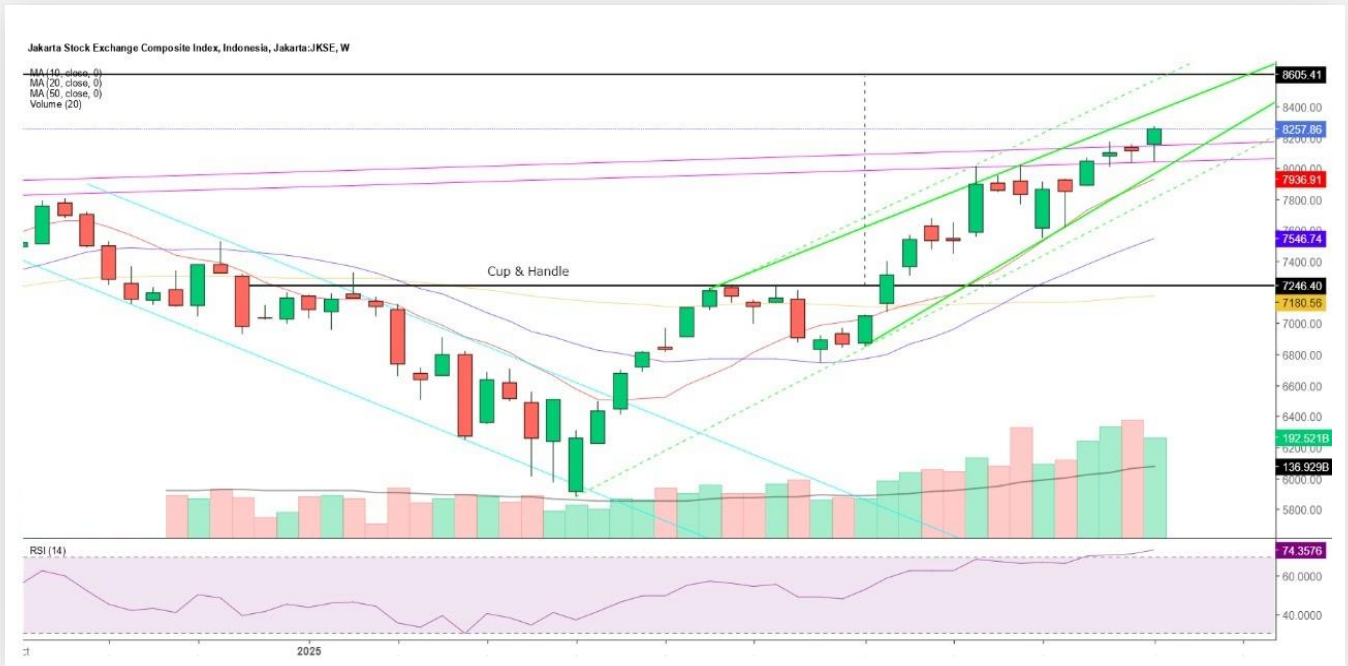 Jakarta Stock Exchange Composite Index, Indonesia, Jakarta:JKSE, W
MA (10, close, 0)
MA (20, close, 0)
MA (50, close, 0)
Volume (20)
Cup & Handle
8605.41
8400.00
8257.86
8200.00
8000.00
7936.91
7800.00
7546.74
7400.00
7246.40
7180.56
7000.00
6800.00
6600.00
6400.00
192.521B
6200.00
136.929B
6000.00
5800.00
RSI (14)
74.3576
60.0000
40.0000
2025